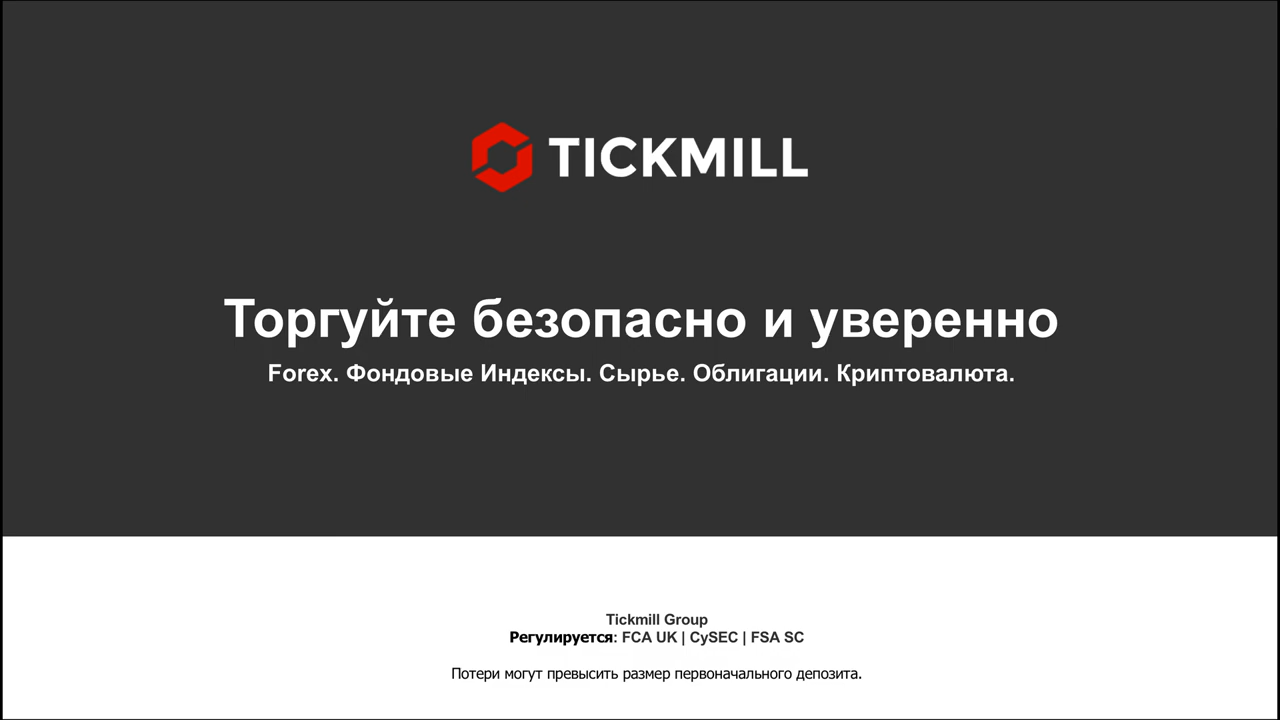 TICKMILL
Торгуйте безопасно и уверенно
Forex. Фондовые Индексы. Сырье. Облигации. Криптовалюта.
Tickmill Group
Регулируется: FCA UK | CySEC | FSA SC
Потери могут превысить размер первоначального депозита.